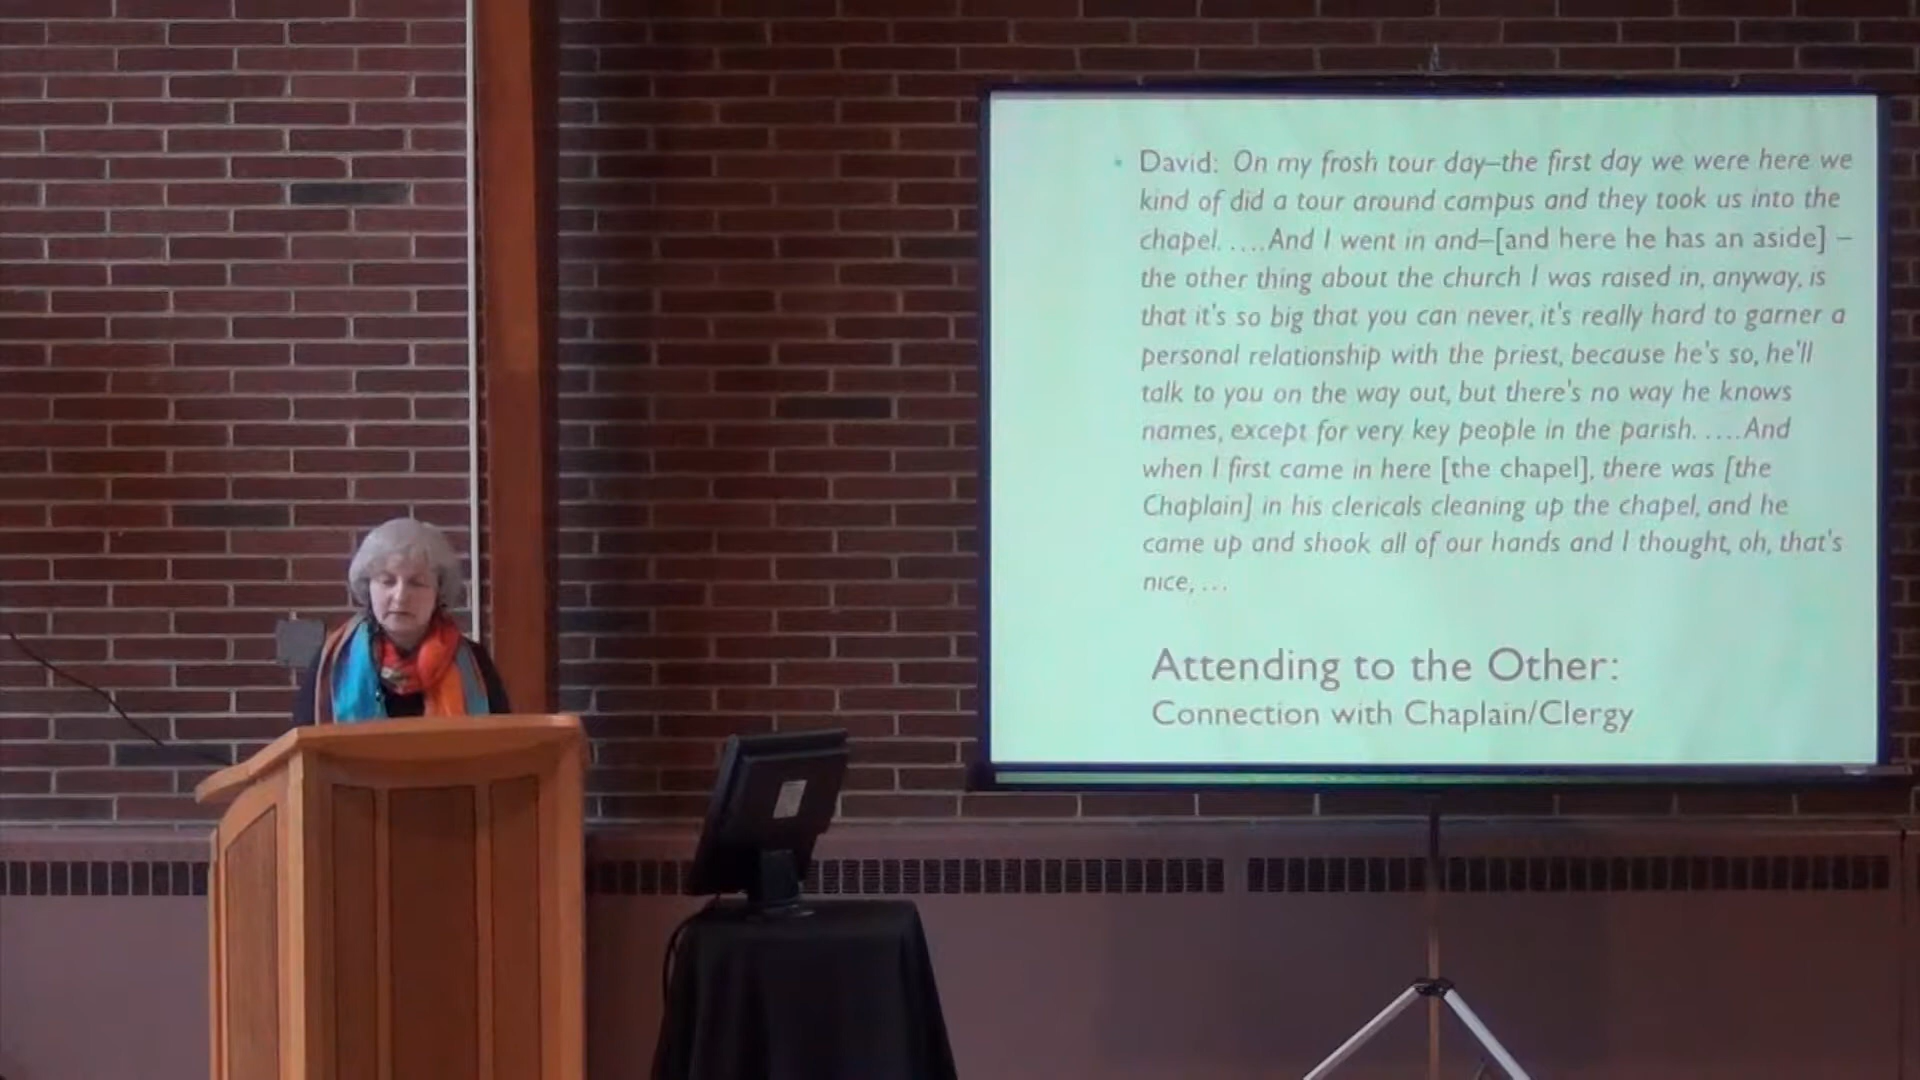 • David: On my frosh tour day–the first day we were here we
kind of did a tour around campus and they took us into the
chapel. ....And I went in and–[and here he has an aside] –
the other thing about the church I was raised in, anyway, is
that it's so big that you can never, it's really hard to garner a
personal relationship with the priest, because he's so, he'll
talk to you on the way out, but there's no way he knows
names, except for very key people in the parish. ....And
when I first came in here [the chapel], there was [the
Chaplain] in his clericals cleaning up the chapel, and he
came up and shook all of our hands and I thought, oh, that's
nice, ...
Attending to the Other:
Connection with Chaplain/Clergy